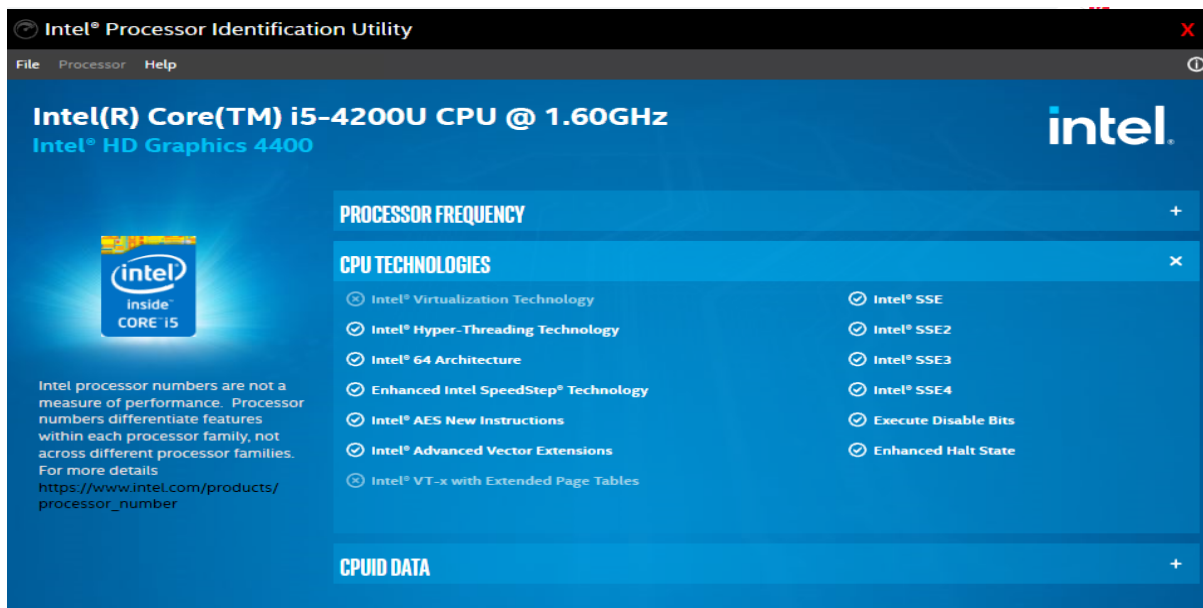 Intel® Processor Identification Utility
X
File Processor Help
Intel(R) Core(TM) i5-4200U CPU @ 1.60GHz
Intel® HD Graphics 4400
intel.
PROCESSOR FREQUENCY
CPU TECHNOLOGIES
Intel® Virtualization Technology
Intel® Hyper-Threading Technology
Intel® 64 Architecture
Enhanced Intel SpeedStep® Technology
Intel® AES New Instructions
Intel® Advanced Vector Extensions
Intel® VT-x with Extended Page Tables
Intel® SSE
Intel® SSE2
Intel® SSE3
Intel® SSE4
Execute Disable Bits
Enhanced Halt State
CPUID DATA
intel
inside™
CORE™ i5
Intel processor numbers are not a
measure of performance. Processor
numbers differentiate features
within each processor family, not
across different processor families.
For more details
https://www.intel.com/products/
processor_number